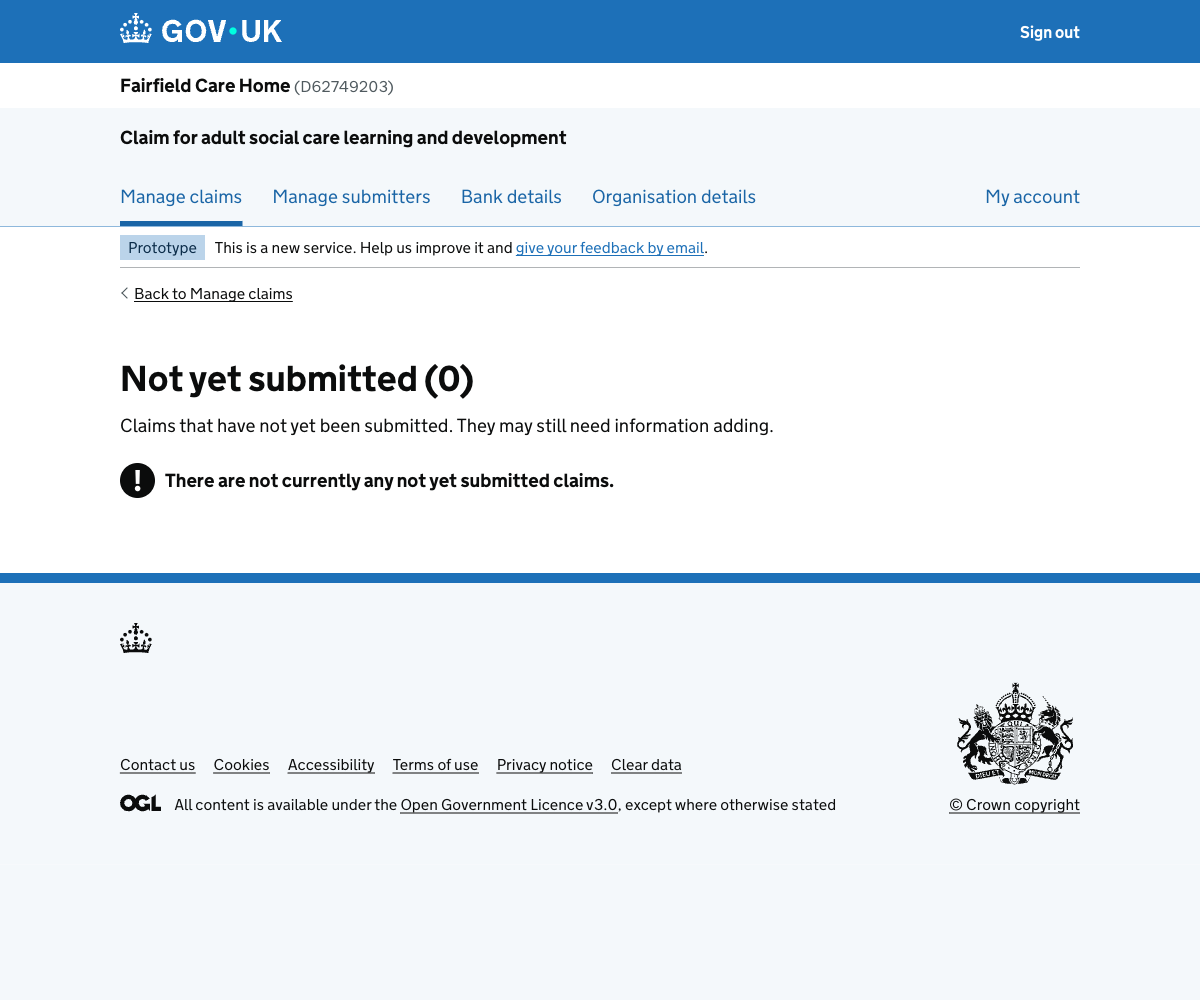 GOV·UK
Sign out
Fairfield Care Home (D62749203)
Claim for adult social care learning and development
Manage claims Manage submitters Bank details Organisation details My account
Prototype This is a new service. Help us improve it and give your feedback by email.
Back to Manage claims
Not yet submitted (0)
Claims that have not yet been submitted. They may still need information adding.
! There are not currently any not yet submitted claims.
Contact us Cookies Accessibility Terms of use Privacy notice Clear data
OGL All content is available under the Open Government Licence v3.0, except where otherwise stated
© Crown copyright